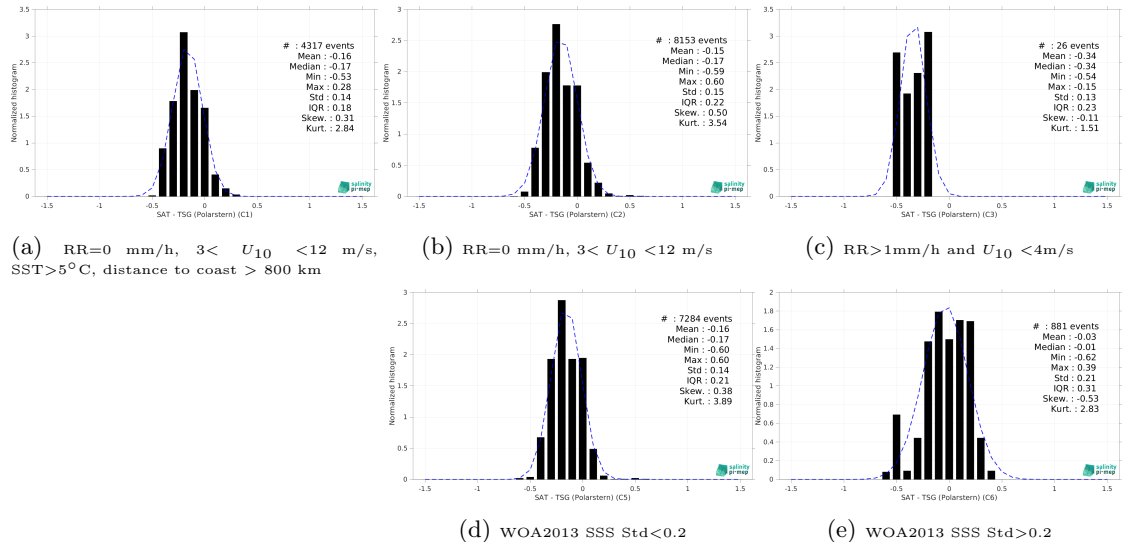 3.5
3
2.5
2
1.5
1
0.5
0
Normalized histogram
# : 4317 events
Mean : -0.16
Median : -0.17
Min : -0.53
Max : 0.28
Std : 0.14
IQR : 0.18
Skew. : 0.31
Kurt. : 2.84
salinity
pi-mep
-1.5 -1 -0.5 0 0.5 1 1.5
SAT - TSG (Polarstern) (C1)
(a) RR=0 mm/h, 3< U10 <12 m/s,
SST>5°C, distance to coast > 800 km
3
2.5
2
1.5
1
0.5
0
Normalized histogram
# : 8153 events
Mean : -0.15
Median : -0.17
Min : -0.59
Max : 0.60
Std : 0.15
IQR : 0.22
Skew. : 0.50
Kurt. : 3.54
salinity
pi-mep
-1.5 -1 -0.5 0 0.5 1 1.5
SAT - TSG (Polarstern) (C2)
(b) RR=0 mm/h, 3< U10 <12 m/s
3.5
3
2.5
2
1.5
1
0.5
0
Normalized histogram
# : 26 events
Mean : -0.34
Median : -0.34
Min : -0.54
Max : -0.15
Std : 0.13
IQR : 0.23
Skew. : -0.11
Kurt. : 1.51
salinity
pi-mep
-1.5 -1 -0.5 0 0.5 1 1.5
SAT - TSG (Polarstern) (C3)
(c) RR>1mm/h and U10 <4m/s
3
2.5
2
1.5
1
0.5
0
Normalized histogram
# : 7284 events
Mean : -0.16
Median : -0.17
Min : -0.60
Max : 0.60
Std : 0.14
IQR : 0.21
Skew. : 0.38
Kurt. : 3.89
salinity
pi-mep
-1.5 -1 -0.5 0 0.5 1 1.5
SAT - TSG (Polarstern) (C5)
(d) WOA2013 SSS Std<0.2
2
1.8
1.6
1.4
1.2
1
0.8
0.6
0.4
0.2
0
Normalized histogram
# : 881 events
Mean : -0.03
Median : -0.01
Min : -0.62
Max : 0.39
Std : 0.21
IQR : 0.31
Skew. : -0.53
Kurt. : 2.83
salinity
pi-mep
-1.5 -1 -0.5 0 0.5 1 1.5
SAT - TSG (Polarstern) (C6)
(e) WOA2013 SSS Std>0.2